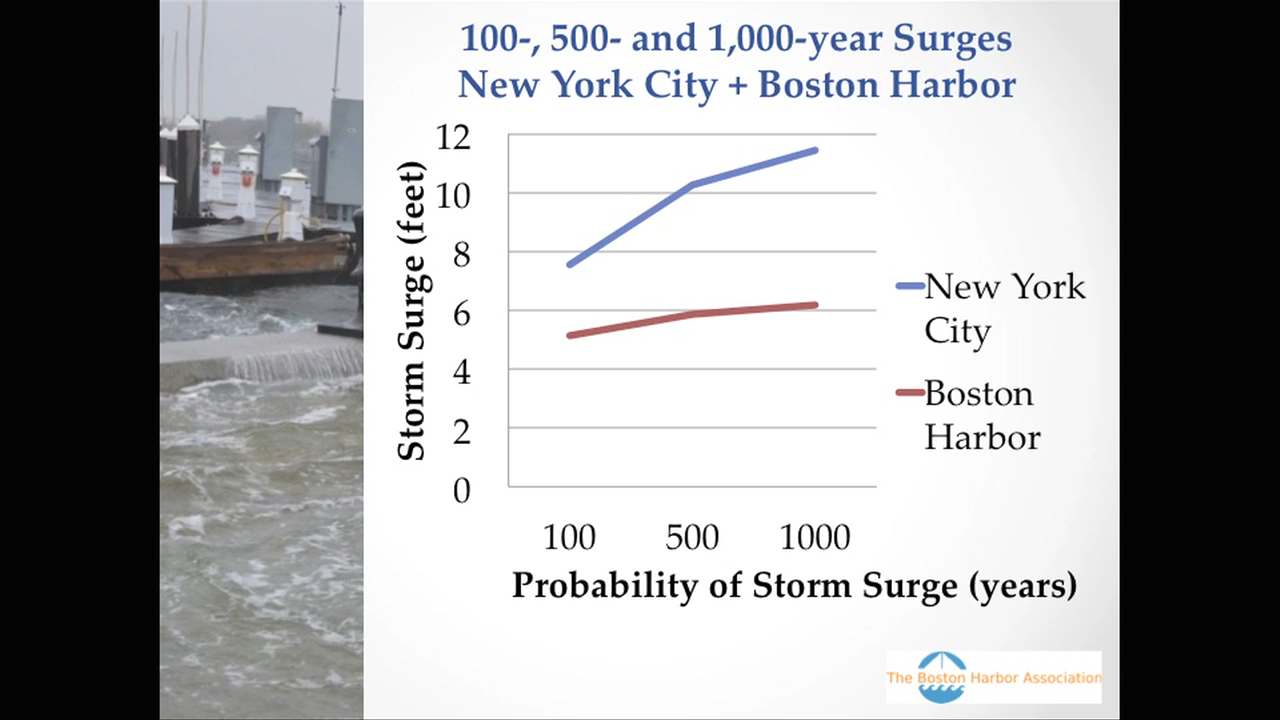 100-, 500- and 1,000-year Surges
New York City + Boston Harbor
Storm Surge (feet)
12
10
8
6
4
2
0
100 500 1000
Probability of Storm Surge (years)
New York
City
Boston
Harbor
The Boston Harbor Association